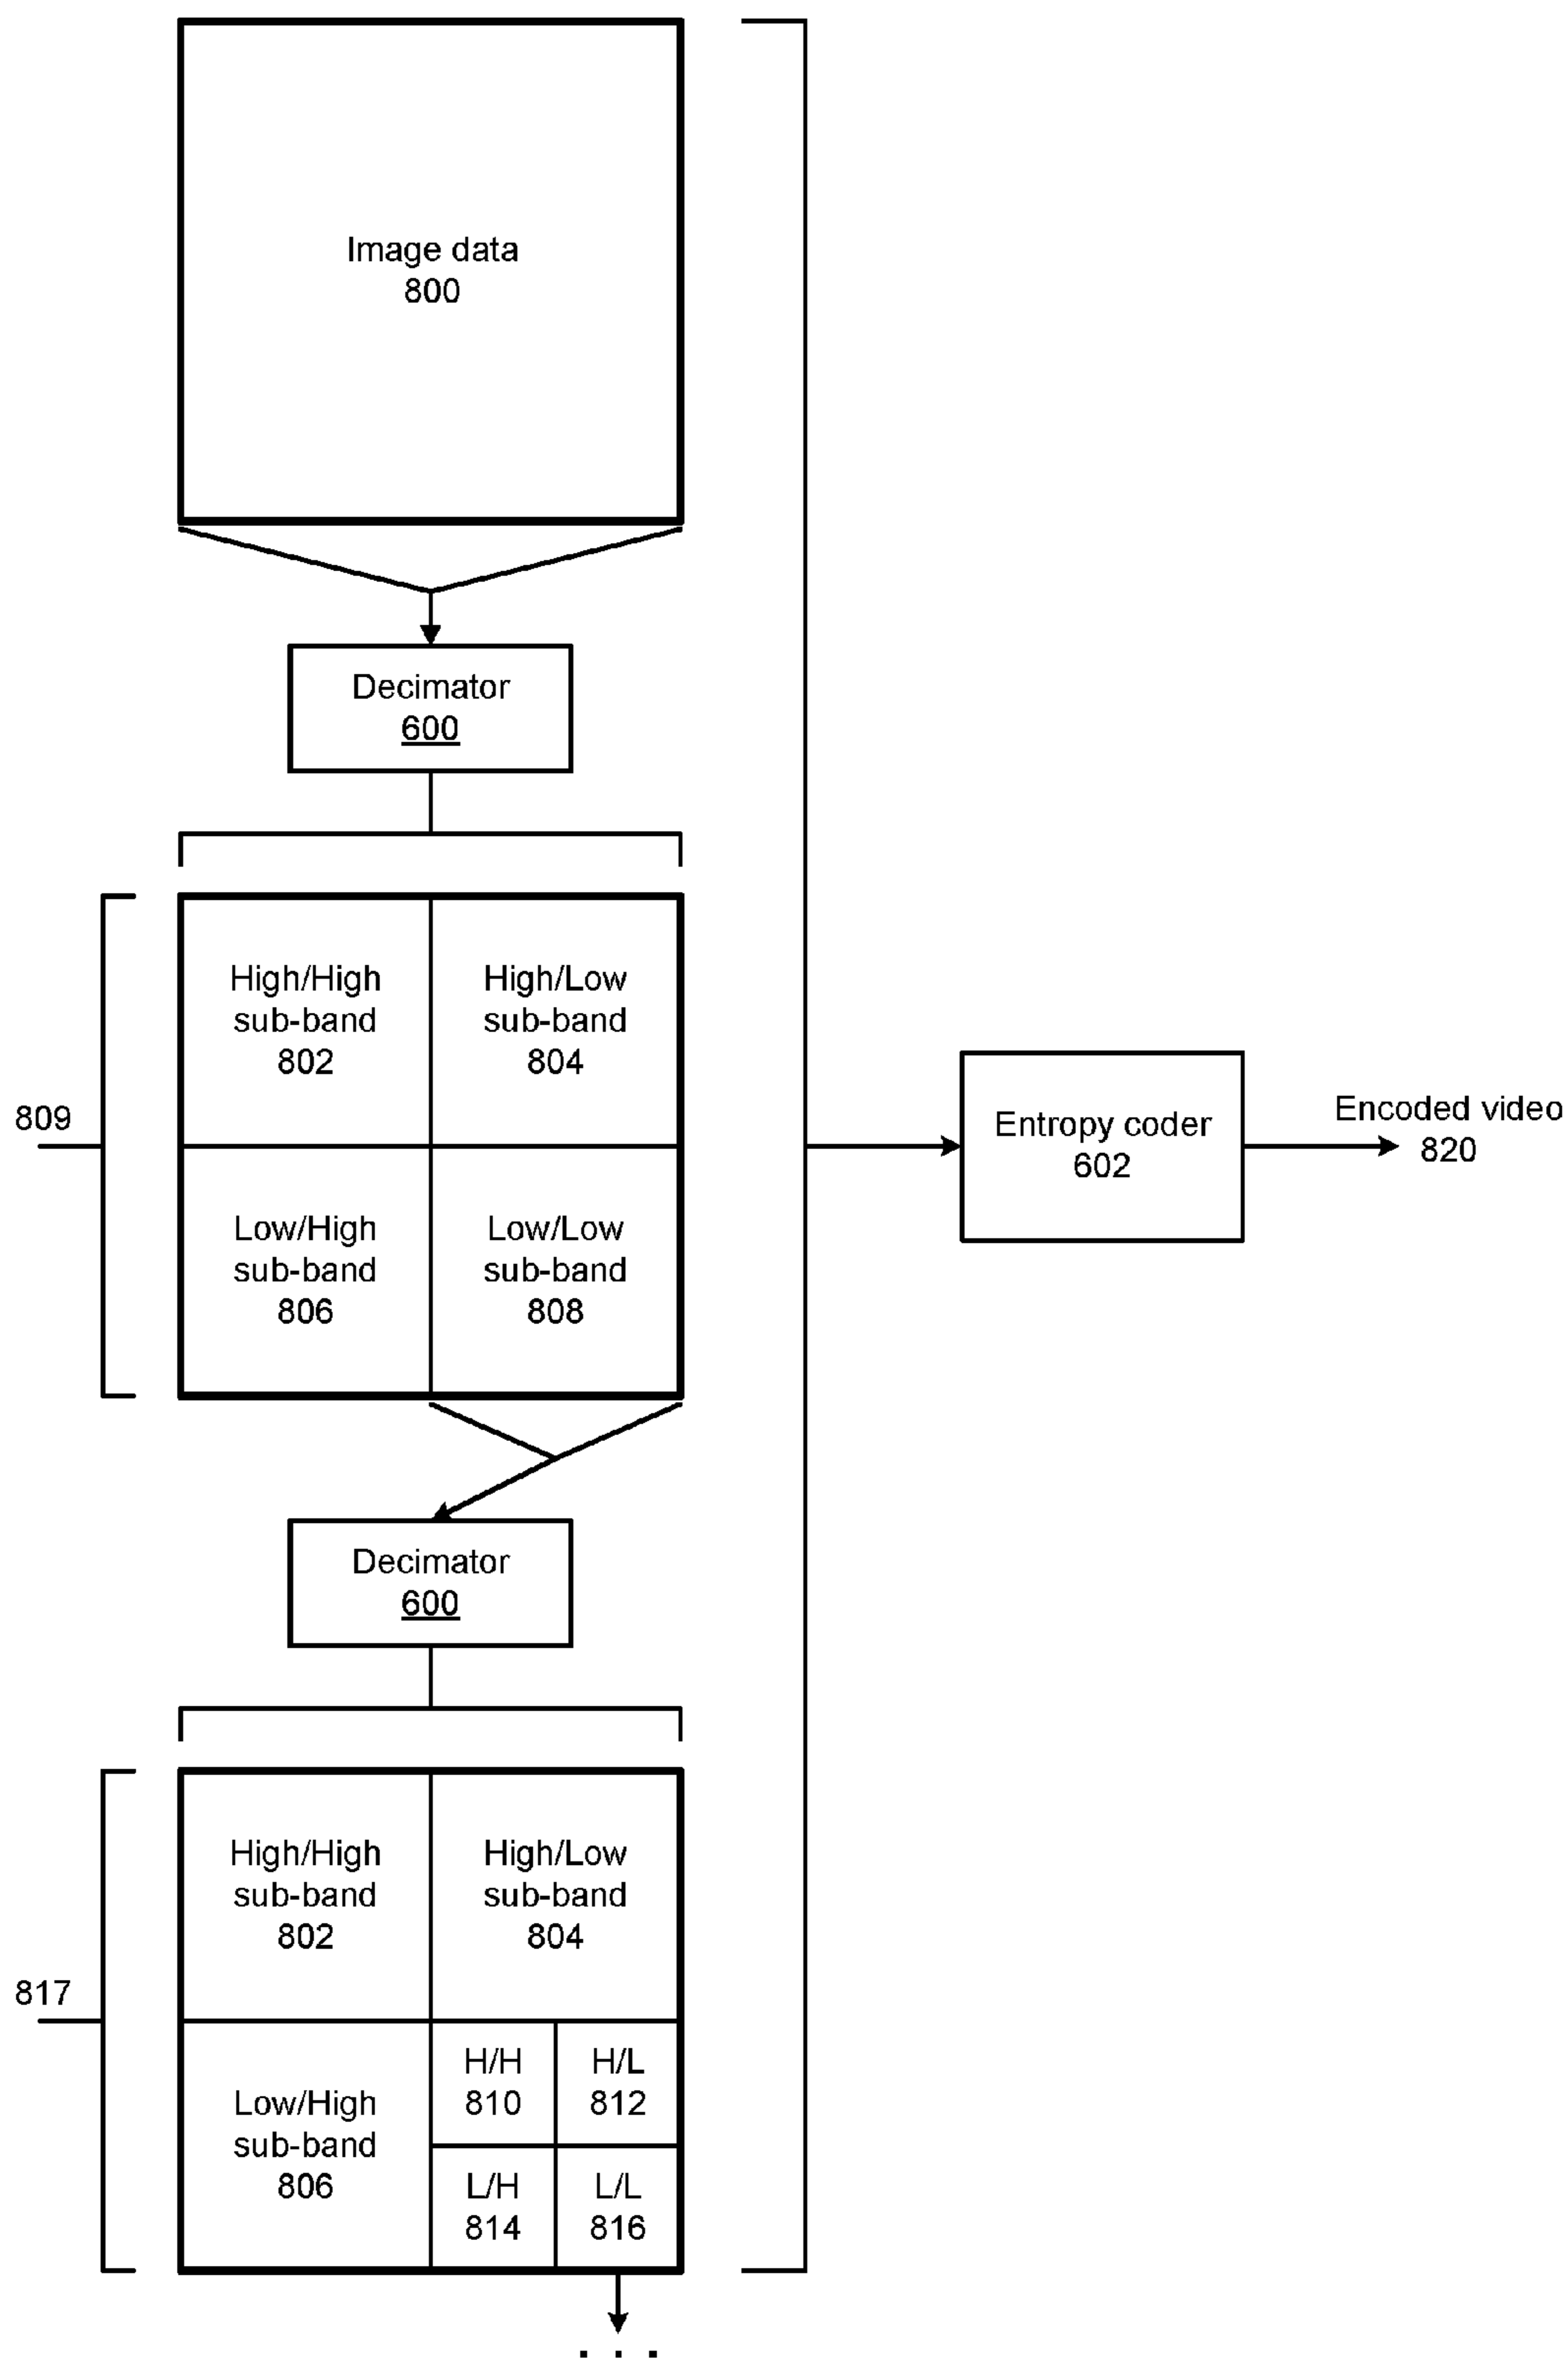 Image data
800
Decimator
600
High/High
sub-band
802
High/Low
sub-band
804
809
Low/High
sub-band
806
Low/Low
sub-band
808
Entropy coder
602
Encoded video
820
Decimator
600
High/High
sub-band
802
High/Low
sub-band
804
817
Low/High
sub-band
806
H/H
810
H/L
812
L/H
814
L/L
816
. . .